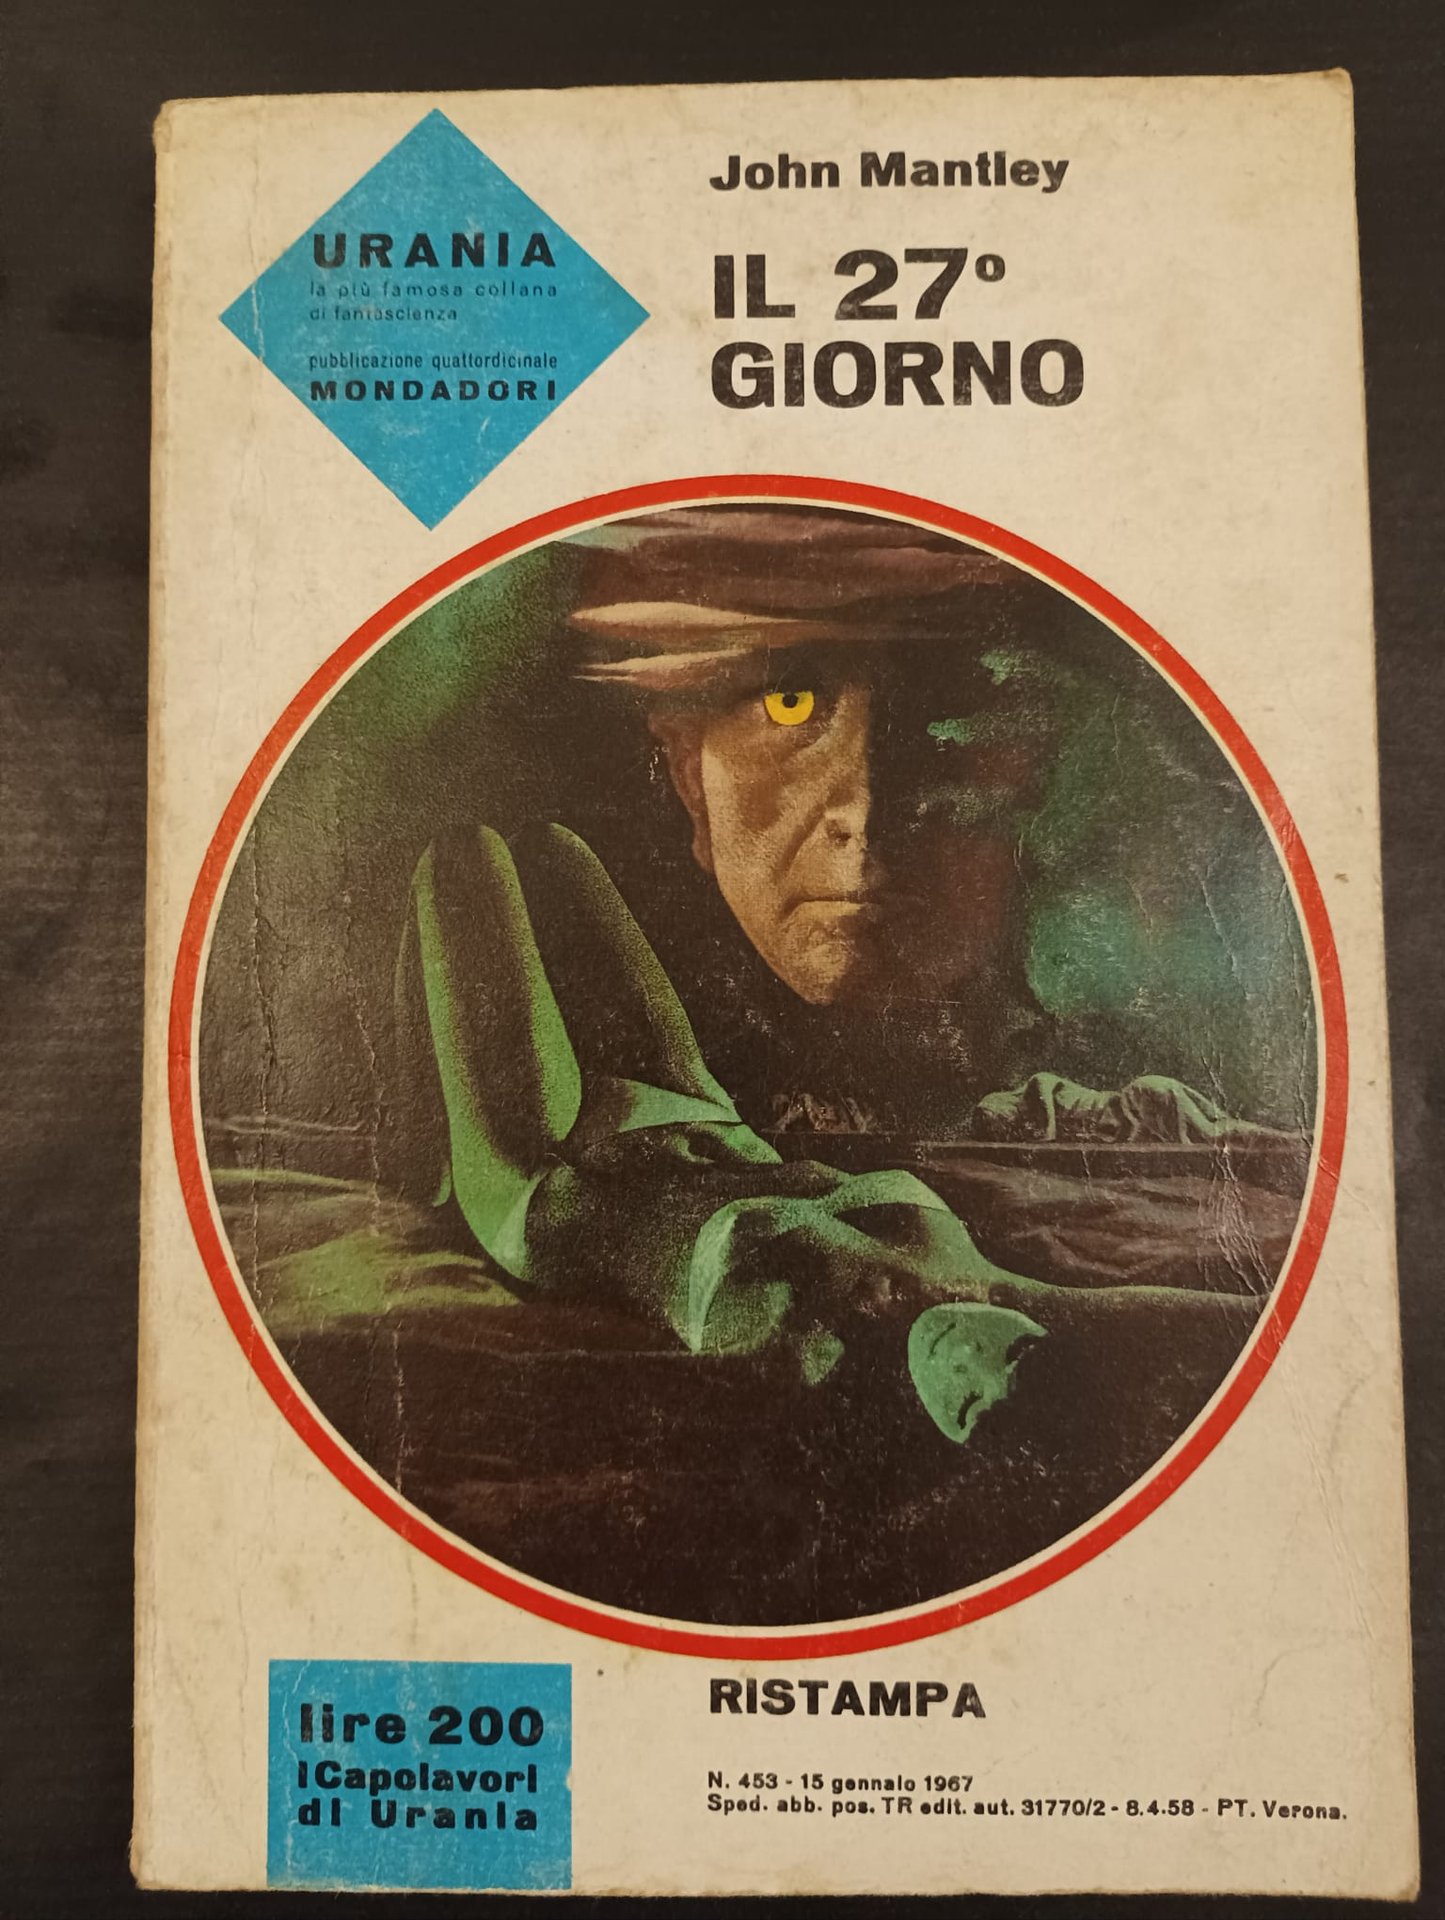 URANIA
la più famosa collana
di fantascienza
pubblicazione quattordicinale
MONDADORI
John Mantley
IL 27º
GIORNO
lire 200
I Capolavori
di Urania
RISTAMPA
N. 453 - 15 gennaio 1967
Sped. abb. pos. TR edit. aut. 31770/2 - 8.4.58 - PT. Verona.